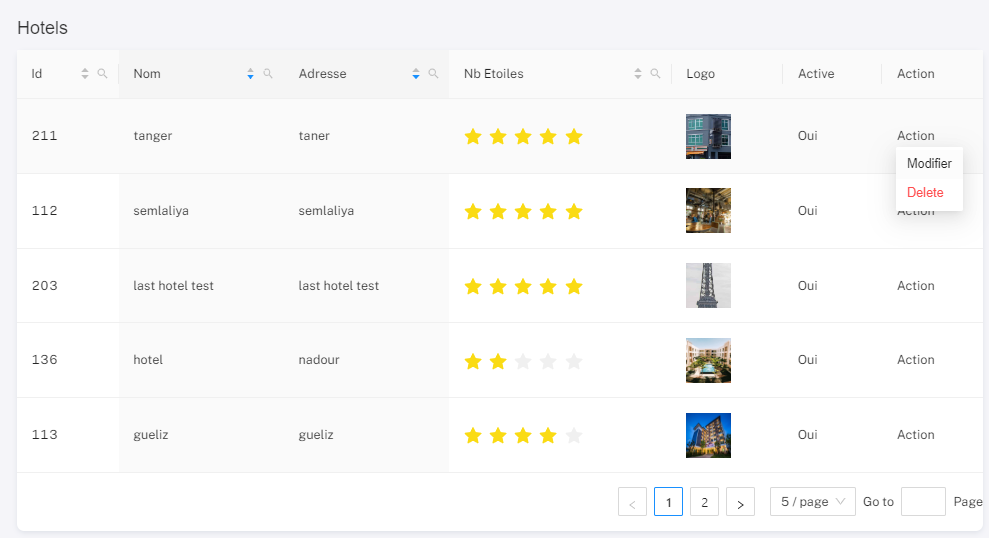 Hotels
Id Nom Adresse Nb Etoiles Logo Active Action
211 tanger taner Oui Action
Modifier
Delete
112 semlaliya semlaliya Oui Action
203 last hotel test last hotel test Oui Action
136 hotel nadour Oui Action
113 gueliz gueliz Oui Action
< 1 2 > 5 / page Go to Page